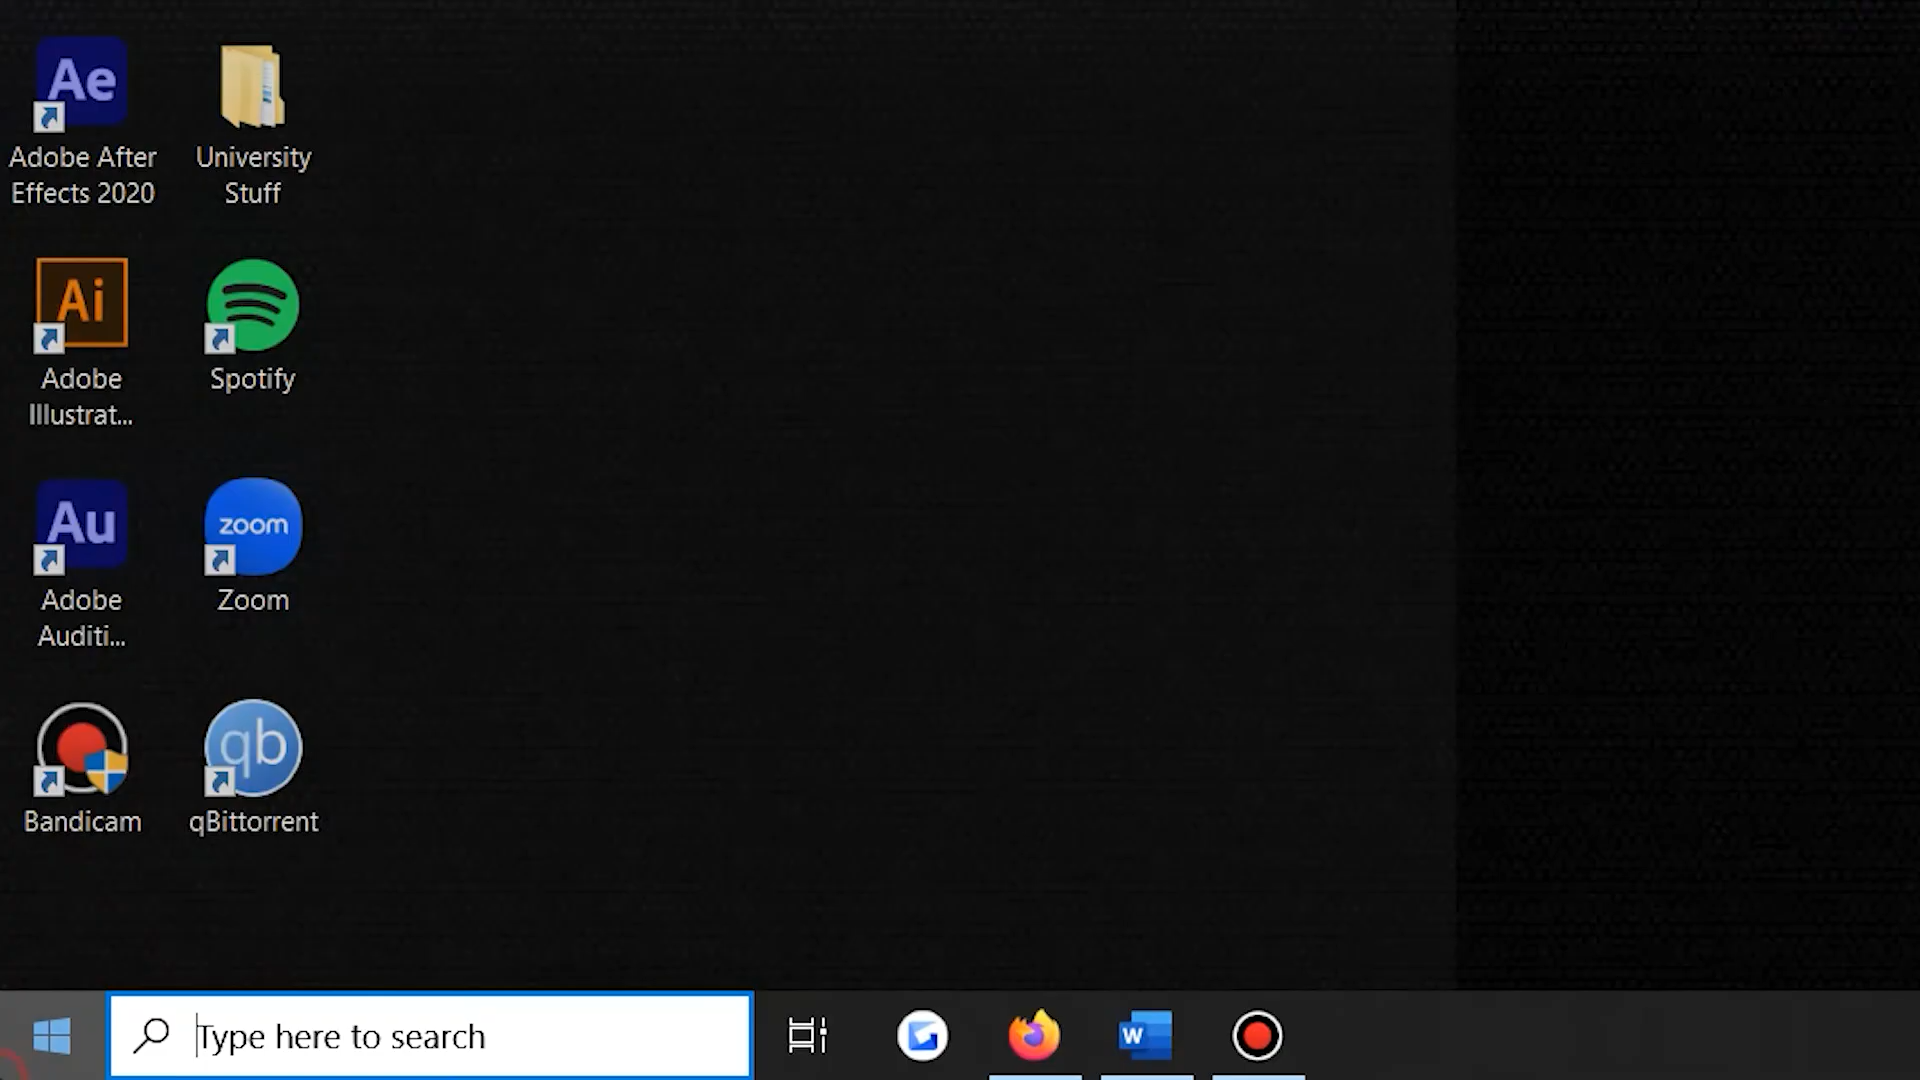 Ae
Adobe After
Effects 2020
University
Stuff
Ai
Adobe
Illustrat...
Spotify
Au
Adobe
Auditi...
zoom
Zoom
Bandicam
qb
qBittorrent
Type here to search
W